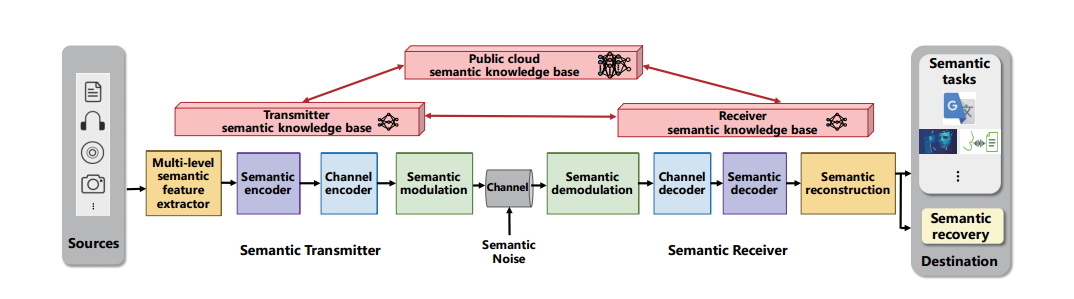 Public cloud
semantic knowledge base
Transmitter
semantic knowledge base
Receiver
semantic knowledge base
Sources
Multi-level
semantic
feature
extractor
Semantic
encoder
Channel
encoder
Semantic
modulation
Channel
Semantic
demodulation
Channel
decoder
Semantic
decoder
Semantic
reconstruction
Semantic Transmitter
Semantic
Noise
Semantic Receiver
Semantic
tasks
G
文
Semantic
recovery
Destination